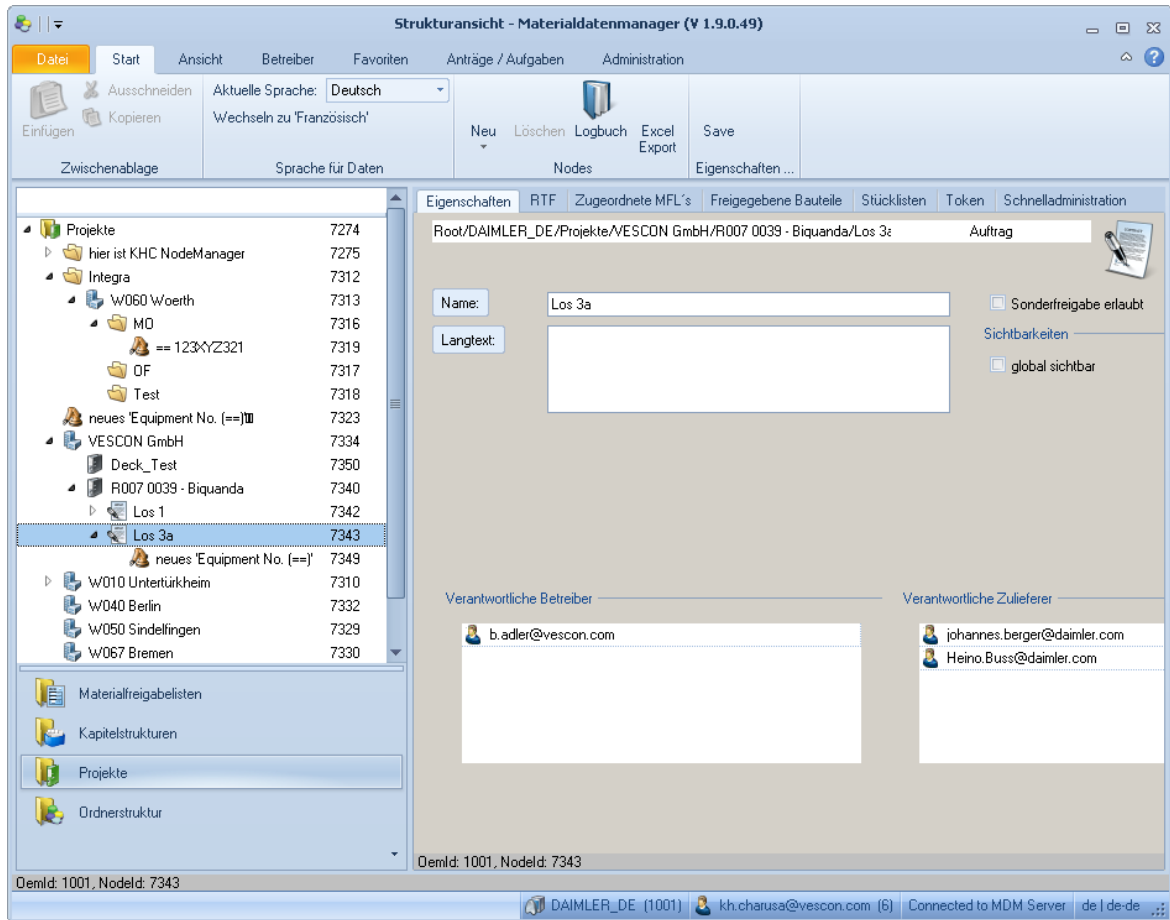 Strukturansicht - Materialdatenmanager (V 1.9.0.49)
Datei Start Ansicht Betreiber Favoriten Anträge / Aufgaben Administration
Einfügen
Ausschneiden
Kopieren
Zwischenablage
Aktuelle Sprache: Deutsch
Wechseln zu 'Französisch'
Sprache für Daten
Neu Löschen Logbuch Excel Export
Nodes
Save
Eigenschaften ...
Projekte 7274
hier ist KHC NodeManager 7275
Integra 7312
W060 Woerth 7313
MO 7316
== 123XYZ321 7319
OF 7317
Test 7318
neues 'Equipment No. (==)' 7323
VESCON GmbH 7334
Deck_Test 7350
R007 0039 - Biquanda 7340
Los 1 7342
Los 3a 7343
neues 'Equipment No. (==)' 7349
W010 Untertürkheim 7310
W040 Berlin 7332
W050 Sindelfingen 7329
W067 Bremen 7330
Materialfreigabelisten
Kapitelstrukturen
Projekte
Ordnerstruktur
Eigenschaften RTF Zugeordnete MFL´s Freigegebene Bauteile Stücklisten Token Schnelladministration
Root/DAIMLER_DE/Projekte/VESCON GmbH/R007 0039 - Biquanda/Los 3a Auftrag
Name: Los 3a
Sonderfreigabe erlaubt
Langtext:
Sichtbarkeiten
global sichtbar
Verantwortliche Betreiber
b.adler@vescon.com
Verantwortliche Zulieferer
johannes.berger@daimler.com
Heino.Buss@daimler.com
OemId: 1001, NodeId: 7343
OemId: 1001, NodeId: 7343
DAIMLER_DE (1001) kh.charusa@vescon.com (6) Connected to MDM Server de | de-de